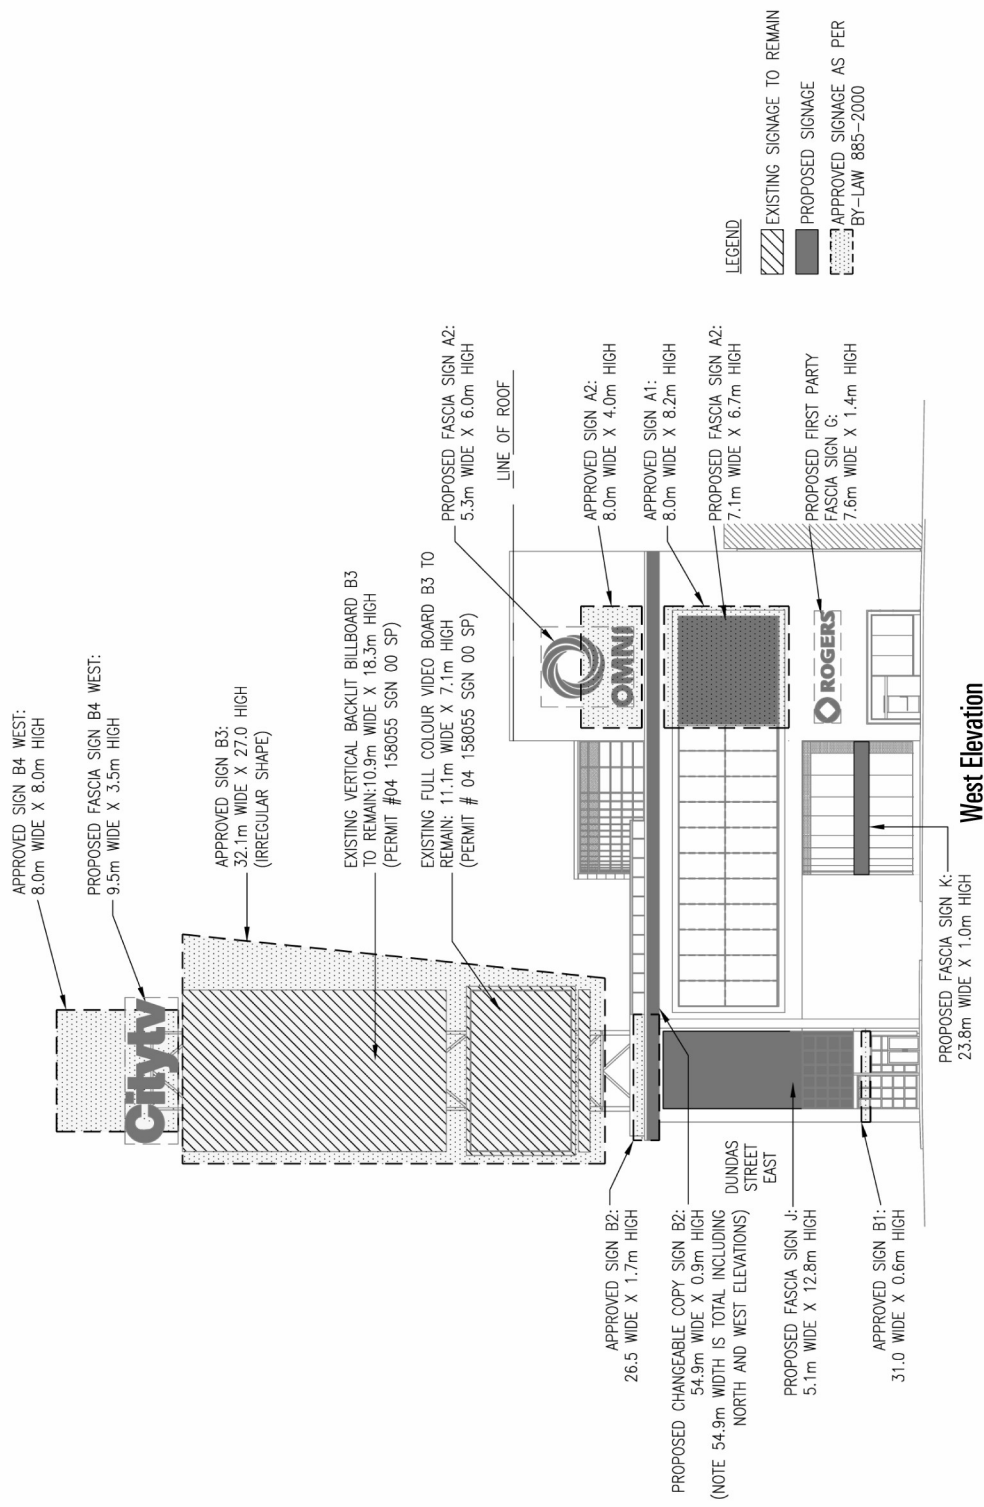 APPROVED SIGN B4 WEST:
8.0m WIDE X 8.0m HIGH
PROPOSED FASCIA SIGN B4 WEST:
9.5m WIDE X 3.5m HIGH
APPROVED SIGN B3:
32.1m WIDE X 27.0 HIGH
(IRREGULAR SHAPE)
EXISTING VERTICAL BACKLIT BILLBOARD B3
TO REMAIN:10.9m WIDE X 18.3m HIGH
(PERMIT #04 158055 SGN 00 SP)
EXISTING FULL COLOUR VIDEO BOARD B3 TO
REMAIN: 11.1m WIDE X 7.1m HIGH
(PERMIT # 04 158055 SGN 00 SP)
PROPOSED FASCIA SIGN A2:
5.3m WIDE X 6.0m HIGH
LINE OF ROOF
APPROVED SIGN A2:
8.0m WIDE X 4.0m HIGH
APPROVED SIGN A1:
8.0m WIDE X 8.2m HIGH
PROPOSED FASCIA SIGN A2:
7.1m WIDE X 6.7m HIGH
PROPOSED FIRST PARTY
FASCIA SIGN G:
7.6m WIDE X 1.4m HIGH
Citytv
OMNI
ROGERS
APPROVED SIGN B2:
26.5 WIDE X 1.7m HIGH
PROPOSED CHANGEABLE COPY SIGN B2:
54.9m WIDE X 0.9m HIGH
(NOTE 54.9m WIDTH IS TOTAL INCLUDING
NORTH AND WEST ELEVATIONS)
DUNDAS
STREET
EAST
PROPOSED FASCIA SIGN J:
5.1m WIDE X 12.8m HIGH
APPROVED SIGN B1:
31.0 WIDE X 0.6m HIGH
PROPOSED FASCIA SIGN K:
23.8m WIDE X 1.0m HIGH
LEGEND
EXISTING SIGNAGE TO REMAIN
PROPOSED SIGNAGE
APPROVED SIGNAGE AS PER
BY-LAW 885-2000
West Elevation